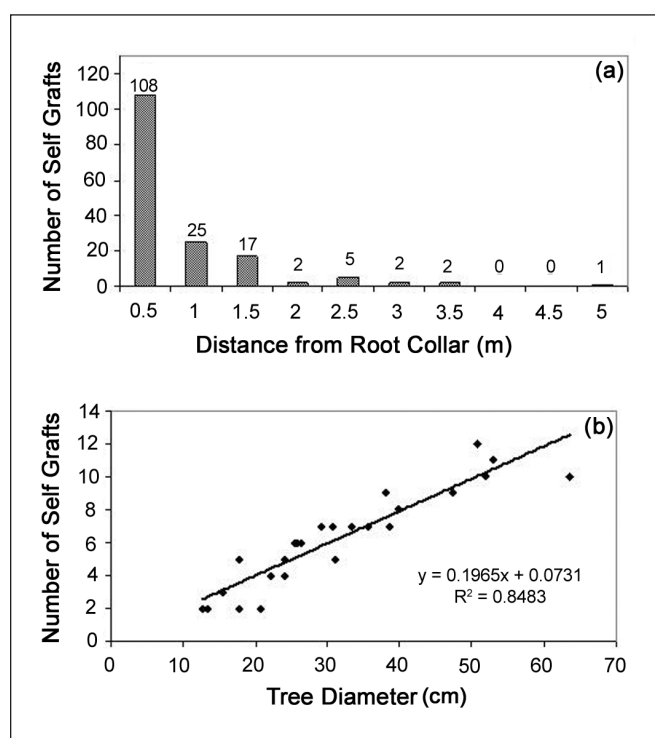 (a)
Number of Self Grafts
120
100
80
60
40
20
0
108
25
17
2
5
2
2
0
0
1
0.5 1 1.5 2 2.5 3 3.5 4 4.5 5
Distance from Root Collar (m)
(b)
Number of Self Grafts
14
12
10
8
6
4
2
0
y = 0.1965x + 0.0731
R² = 0.8483
0 10 20 30 40 50 60 70
Tree Diameter (cm)